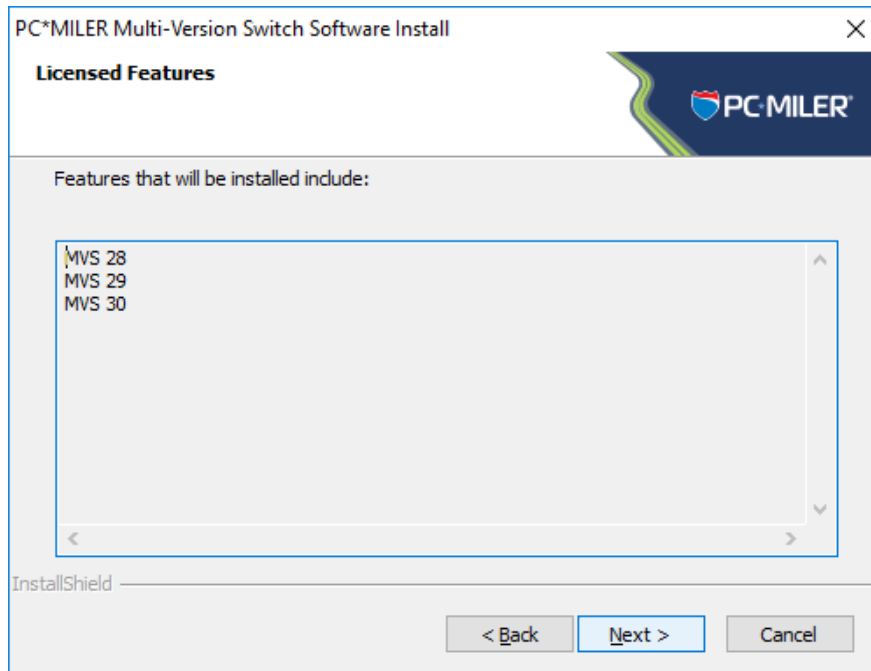 PC*MILER Multi-Version Switch Software Install
Licensed Features
PC*MILER®
Features that will be installed include:
MVS 28
MVS 29
MVS 30
InstallShield
< Back
Next >
Cancel